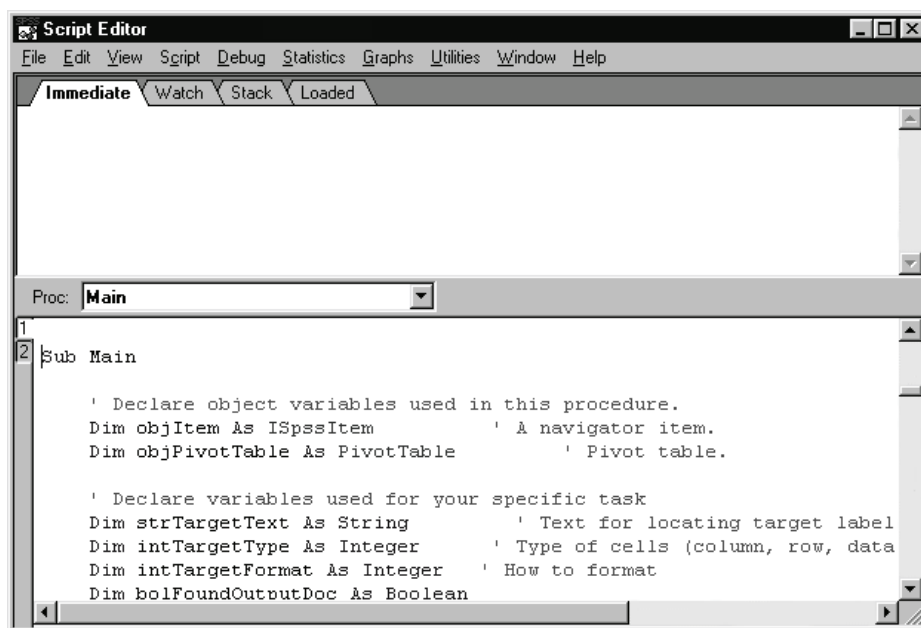 SPSS
Script Editor
File Edit View Script Debug Statistics Graphs Utilities Window Help
Immediate Watch Stack Loaded
Proc: Main
1
2
Sub Main
' Declare object variables used in this procedure.
Dim objItem As ISpssItem ' A navigator item.
Dim objPivotTable As PivotTable ' Pivot table.
' Declare variables used for your specific task
Dim strTargetText As String ' Text for locating target label
Dim intTargetType As Integer ' Type of cells (column, row, data
Dim intTargetFormat As Integer ' How to format
Dim bolFoundOutputDoc As Boolean